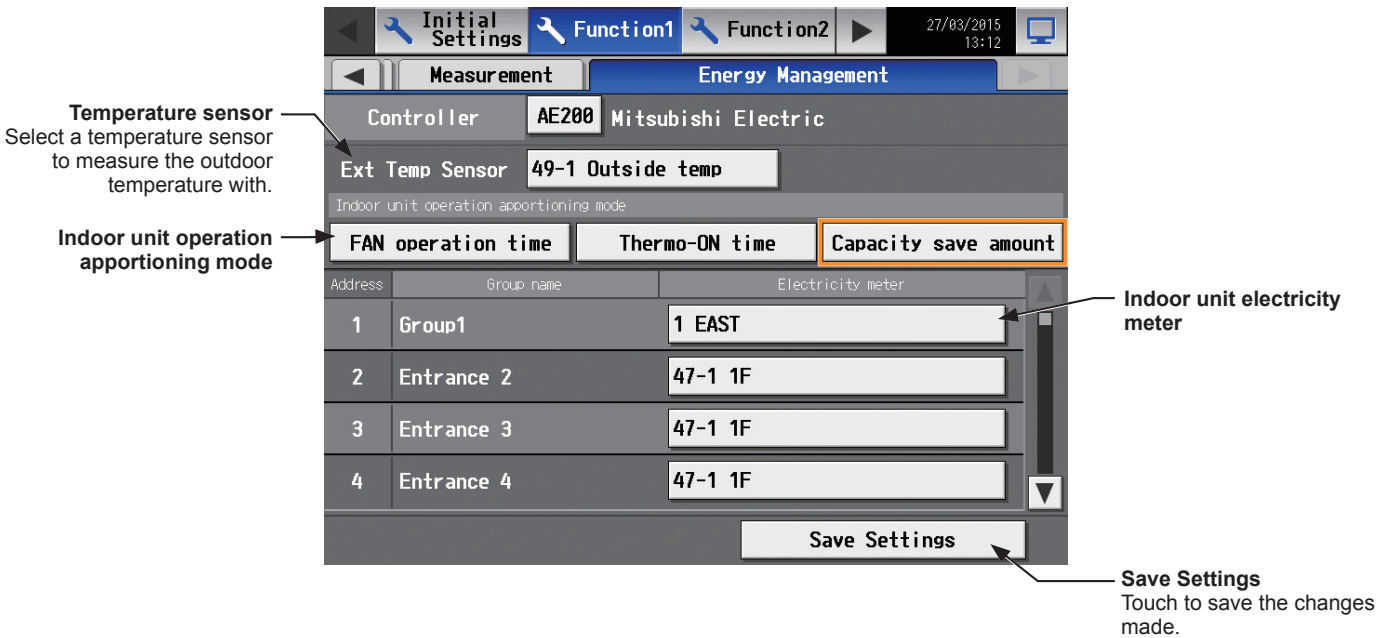 Initial
Settings
Function1
Function2
27/03/2015
13:12
Measurement
Energy Management
Temperature sensor
Select a temperature sensor
to measure the outdoor
temperature with.
Controller
AE200
Mitsubishi Electric
Ext Temp Sensor
49-1 Outside temp
Indoor unit operation apportioning mode
Indoor unit operation
apportioning mode
FAN operation time
Thermo-ON time
Capacity save amount
Address
Group name
Electricity meter
Indoor unit electricity
meter
1
Group1
1 EAST
2
Entrance 2
47-1 1F
3
Entrance 3
47-1 1F
4
Entrance 4
47-1 1F
Save Settings
Save Settings
Touch to save the changes
made.